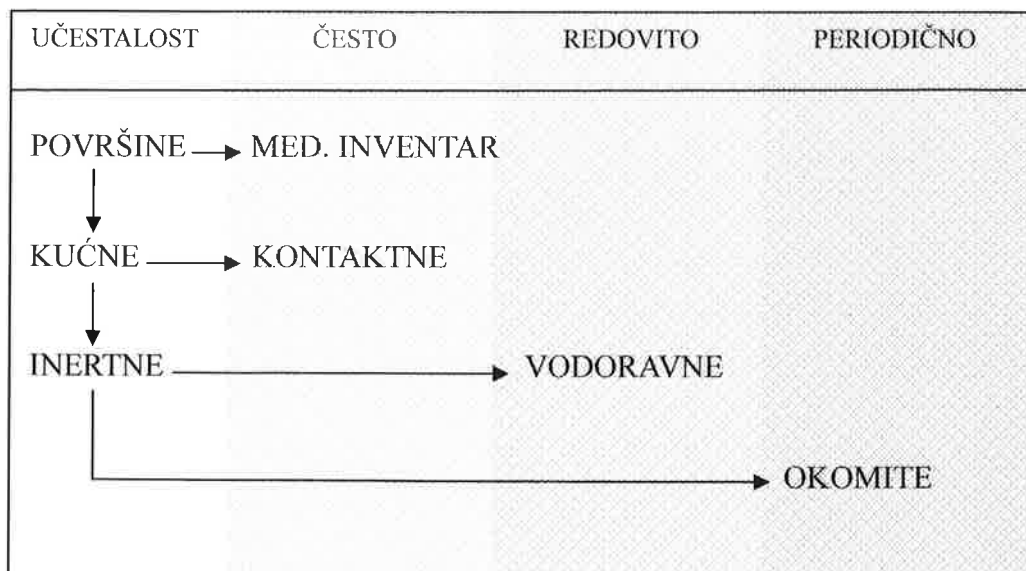 UČESTALOST ČESTO REDOVITO PERIODIČNO
POVRŠINE MED. INVENTAR
KUĆNE KONTAKTNE
INERTNE VODORAVNE
OKOMITE